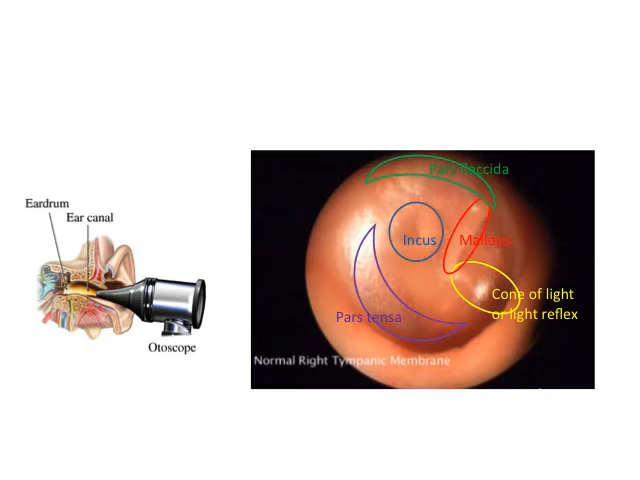 Eardrum
Ear canal
Otoscope
Pars flaccida
Incus
Malleus
Cone of light
or light reflex
Pars tensa
Normal Right Tympanic Membrane